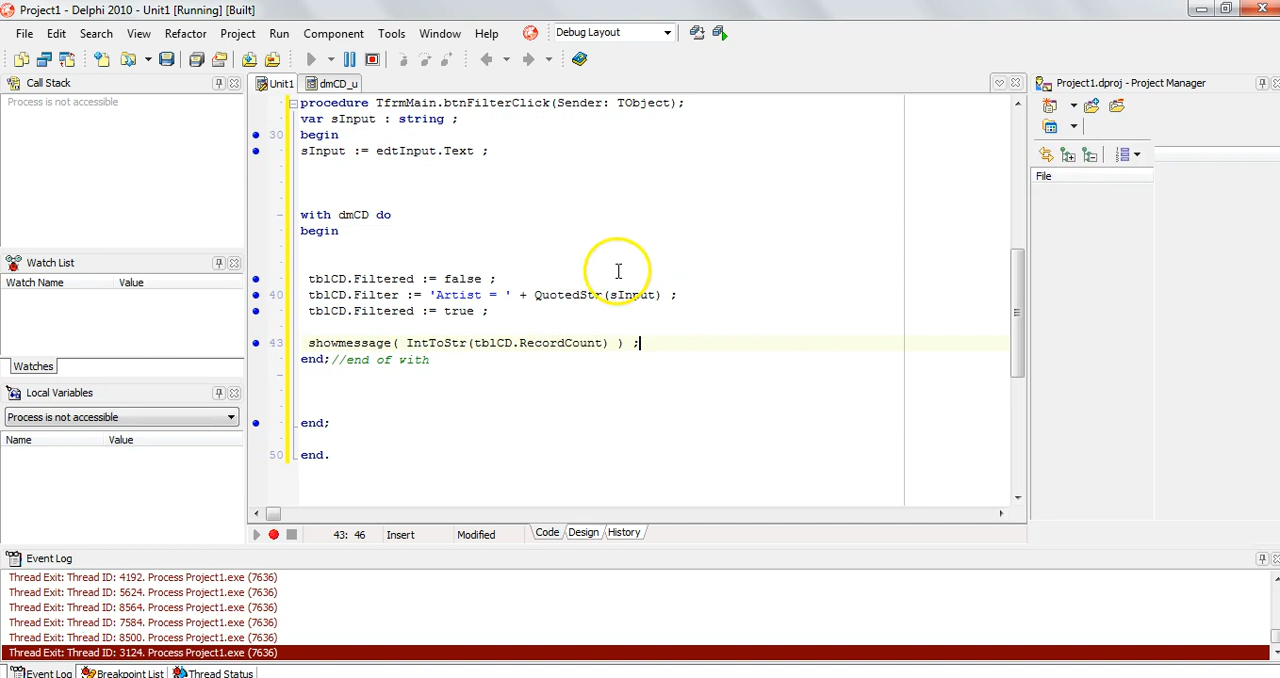 Project1 - Delphi 2010 - Unit1 [Running] [Built]
File Edit Search View Refactor Project Run Component Tools Window Help Debug Layout
Call Stack
Process is not accessible
Unit1 dmCD_u
Project1.dproj - Project Manager
File
procedure TfrmMain.btnFilterClick(Sender: TObject);
var sInput : string ;
30 begin
sInput := edtInput.Text ;
with dmCD do
begin
tblCD.Filtered := false ;
40 tblCD.Filter := 'Artist = ' + QuotedStr(sInput) ;
tblCD.Filtered := true ;
43 showmessage( IntToStr(tblCD.RecordCount) ) ;
end;//end of with
end;
50 end.
Watch List
Watch Name Value
Watches
Local Variables
Process is not accessible
Name Value
43: 46 Insert Modified Code Design History
Event Log
Thread Exit: Thread ID: 4192. Process Project1.exe (7636)
Thread Exit: Thread ID: 5624. Process Project1.exe (7636)
Thread Exit: Thread ID: 8564. Process Project1.exe (7636)
Thread Exit: Thread ID: 7584. Process Project1.exe (7636)
Thread Exit: Thread ID: 8500. Process Project1.exe (7636)
Thread Exit: Thread ID: 3124. Process Project1.exe (7636)
Event Log Breakpoint List Thread Status